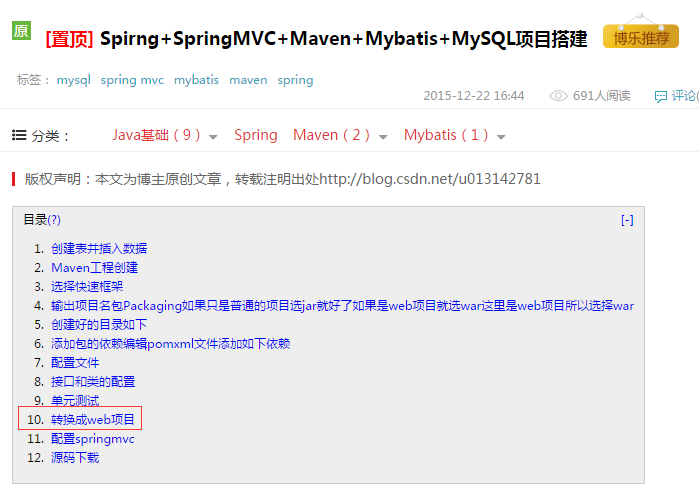 原 [置顶] Spirng+SpringMVC+Maven+Mybatis+MySQL项目搭建 博乐推荐
标签： mysql spring mvc mybatis maven spring
2015-12-22 16:44 691人阅读 评论(
分类： Java基础（9） Spring Maven（2） Mybatis（1）
版权声明：本文为博主原创文章，转载注明出处http://blog.csdn.net/u013142781
目录(?) [-]
1. 创建表并插入数据
2. Maven工程创建
3. 选择快速框架
4. 输出项目名包Packaging如果只是普通的项目选jar就好了如果是web项目就选war这里是web项目所以选择war
5. 创建好的目录如下
6. 添加包的依赖编辑pomxml文件添加如下依赖
7. 配置文件
8. 接口和类的配置
9. 单元测试
10. 转换成web项目
11. 配置springmvc
12. 源码下载